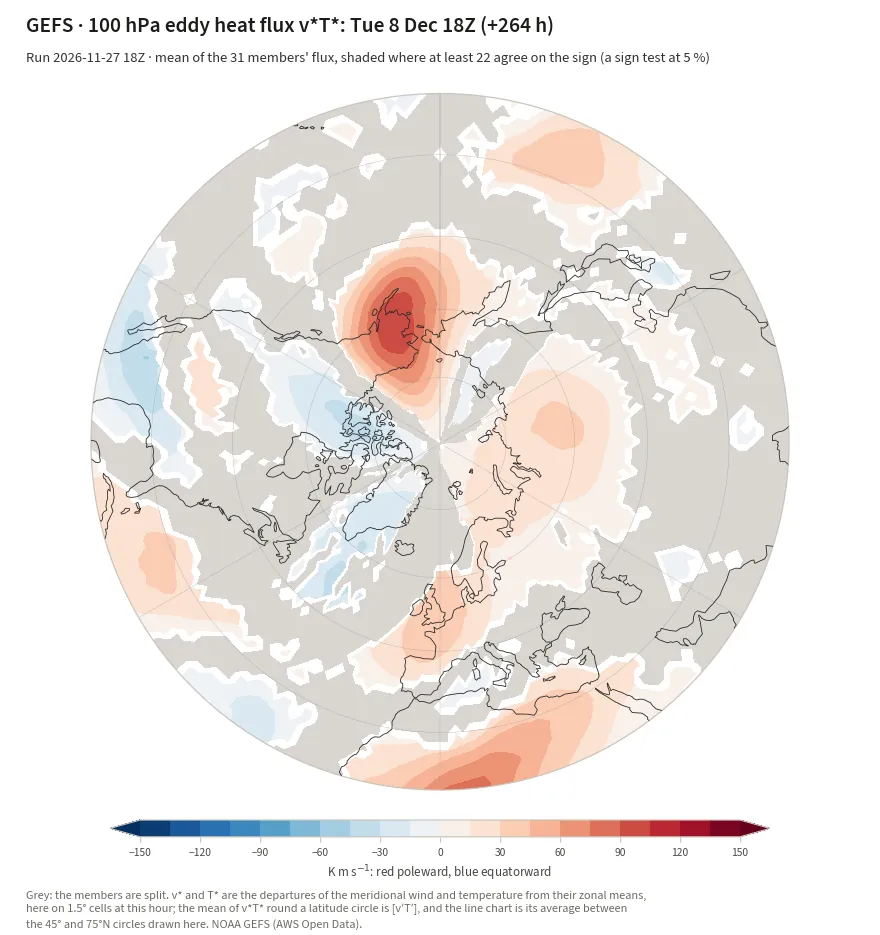 GEFS · 100 hPa eddy heat flux v*T*: Tue 8 Dec 18Z (+264 h)
Run 2026-11-27 18Z · mean of the 31 members' flux, shaded where at least 22 agree on the sign (a sign test at 5 %)
−150 −120 −90 −60 −30 0 30 60 90 120 150
K m s⁻¹: red poleward, blue equatorward
Grey: the members are split. v* and T* are the departures of the meridional wind and temperature from their zonal means,
here on 1.5° cells at this hour; the mean of v*T* round a latitude circle is [v'T'], and the line chart is its average between
the 45° and 75°N circles drawn here. NOAA GEFS (AWS Open Data).